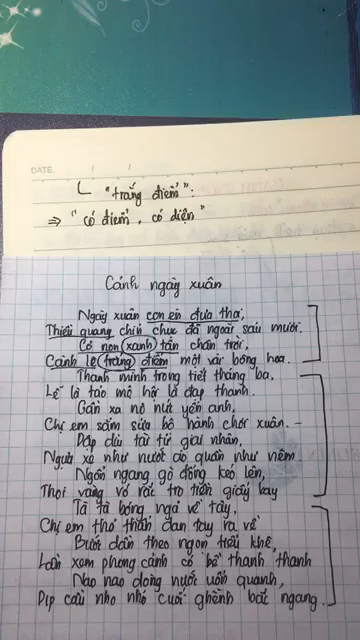 DATE / /
"trắng điểm":
⇒ "có điểm, có diện"
Cảnh ngày xuân
Ngày xuân con én đưa thoi,
Thiều quang chín chục đã ngoài sáu mươi.
Cỏ non (xanh) tận chân trời,
Cành lê (trắng) điểm một vài bông hoa.
Thanh minh trong tiết tháng ba,
Lễ là tảo mộ hội là đạp thanh.
Gần xa nô nức yến anh,
Chị em sắm sửa bộ hành chơi xuân.
Dập dìu tài tử giai nhân,
Ngựa xe như nước áo quần như nêm.
Ngổn ngang gò đống kéo lên,
Thoi vàng vó rắc tro tiền giấy bay
Tà tà bóng ngả về tây,
Chị em thơ thẩn dan tay ra về
Bước dần theo ngọn tiểu khê,
Lần xem phong cảnh có bề thanh thanh
Nao nao dòng nước uốn quanh,
Dịp cầu nho nhỏ cuối ghềnh bắc ngang.